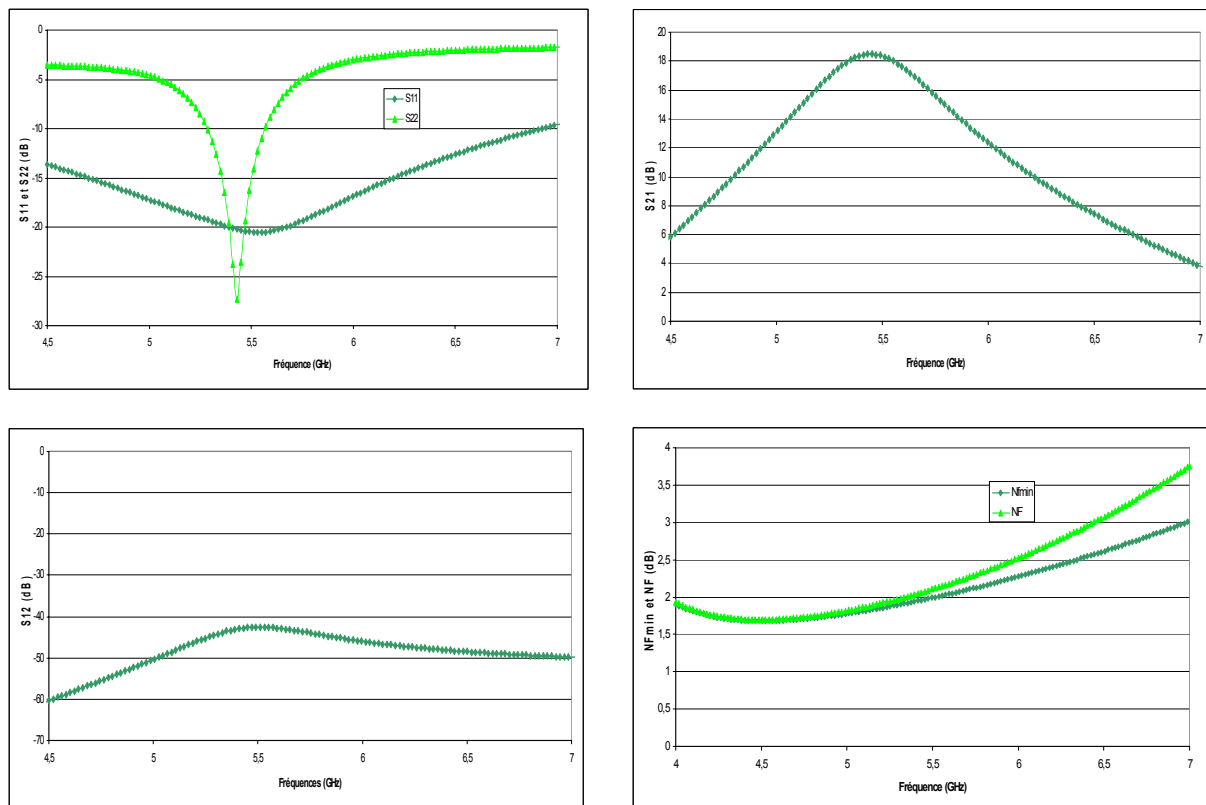 0
-5
-10
-15
-20
-25
-30
S11 et S22 (dB)
S11
S22
4,5 5 5,5 6 6,5 7
Fréquence (GHz)
20
18
16
14
12
10
8
6
4
2
0
S21 (dB)
4,5 5 5,5 6 6,5 7
Fréquence (GHz)
0
-10
-20
-30
-40
-50
-60
-70
S12 (dB)
4,5 5 5,5 6 6,5 7
Fréquences (GHz)
4
3,5
3
2,5
2
1,5
1
0,5
0
NFmin et NF (dB)
Nfmin
NF
4 4,5 5 5,5 6 6,5 7
Fréquence (GHz)